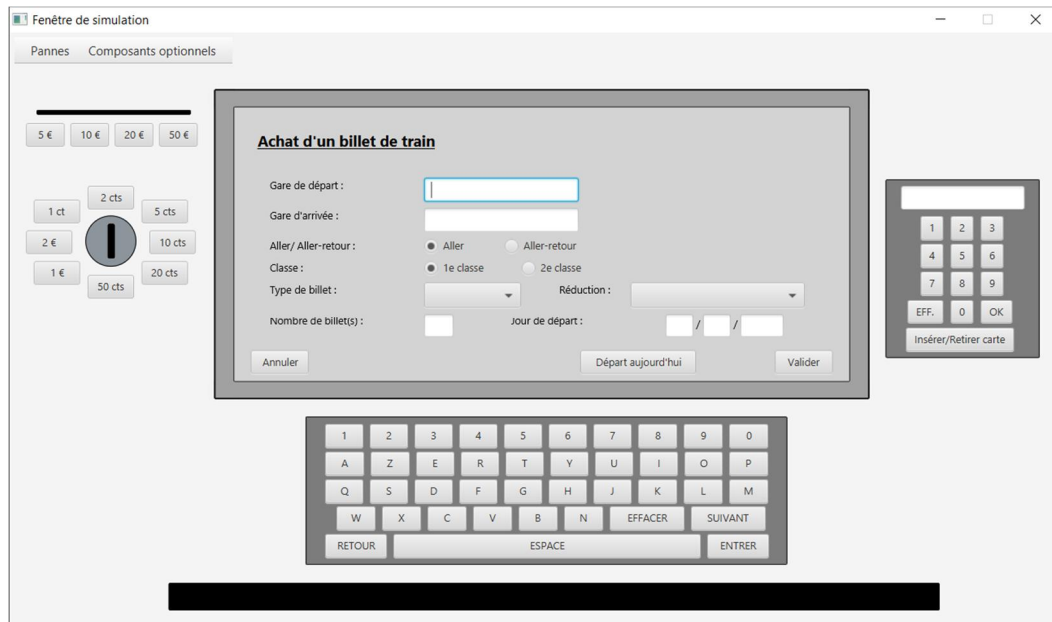 Fenêtre de simulation
Pannes Composants optionnels
5 € 10 € 20 € 50 €
2 cts
1 ct 5 cts
2 € 10 cts
1 € 20 cts
50 cts
Achat d'un billet de train
Gare de départ :
Gare d'arrivée :
Aller/ Aller-retour : Aller Aller-retour
Classe : 1e classe 2e classe
Type de billet : Réduction :
Nombre de billet(s) : Jour de départ : / /
Annuler Départ aujourd'hui Valider
1 2 3
4 5 6
7 8 9
EFF. 0 OK
Insérer/Retirer carte
1 2 3 4 5 6 7 8 9 0
A Z E R T Y U I O P
Q S D F G H J K L M
W X C V B N EFFACER SUIVANT
RETOUR ESPACE ENTRER